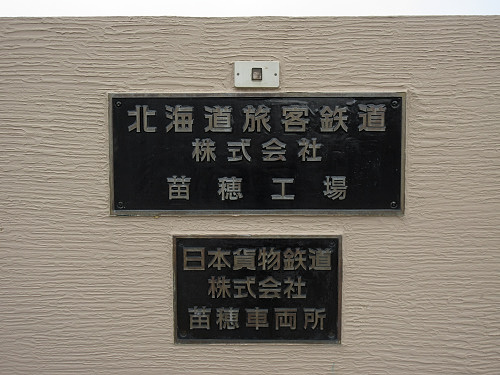 北海道旅客鉄道
株式会社
苗穂工場
日本貨物鉄道
株式会社
苗穂車両所